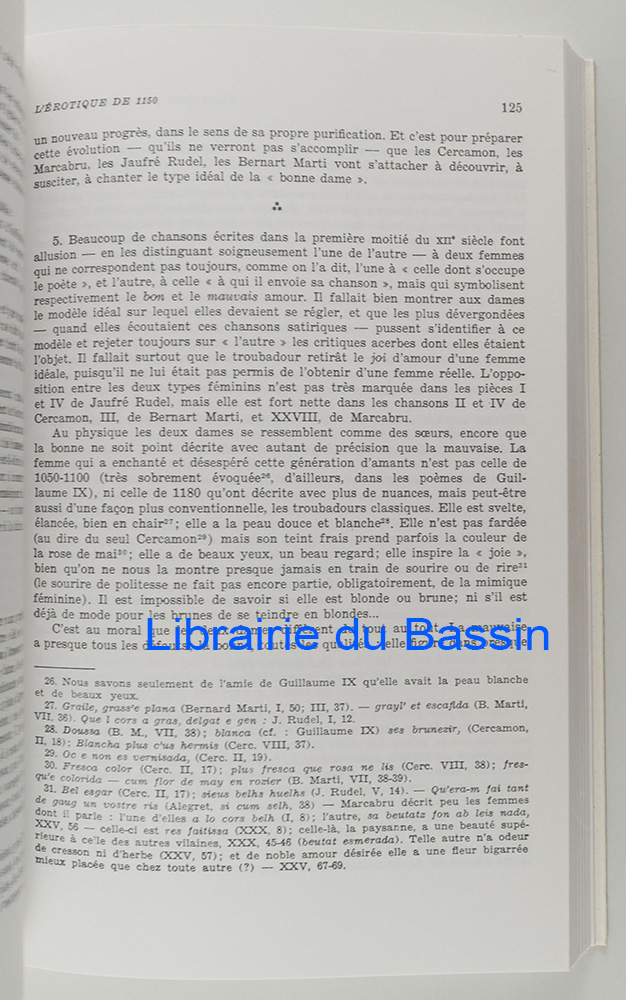 L'ÉROTIQUE DE 1150
125
un nouveau progrès, dans le sens de sa propre purification. Et c'est pour préparer
cette évolution — qu'ils ne verront pas s'accomplir — que les Cercamon, les
Marcabru, les Jaufré Rudel, les Bernart Marti vont s'attacher à découvrir, à
susciter, à chanter le type idéal de la « bonne dame ».
5. Beaucoup de chansons écrites dans la première moitié du XIIe siècle font
allusion — en les distinguant soigneusement l'une de l'autre — à deux femmes
qui ne correspondent pas toujours, comme on l'a dit, l'une à « celle dont s'occupe
le poète », et l'autre, à celle « à qui il envoie sa chanson », mais qui symbolisent
respectivement le bon et le mauvais amour. Il fallait bien montrer aux dames
le modèle idéal sur lequel elles devaient se régler, et que les plus dévergondées
— quand elles écoutaient ces chansons satiriques — pussent s'identifier à ce
modèle et rejeter toujours sur « l'autre » les critiques acerbes dont elles étaient
l'objet. Il fallait surtout que le troubadour retirât le joi d'amour d'une femme
idéale, puisqu'il ne lui était pas permis de l'obtenir d'une femme réelle. L'oppo-
sition entre les deux types féminins n'est pas très marquée dans les pièces I
et IV de Jaufré Rudel, mais elle est fort nette dans les chansons II et IV de
Cercamon, III, de Bernart Marti, et XXVIII, de Marcabru.
Au physique les deux dames se ressemblent comme des sœurs, encore que
la bonne ne soit point décrite avec autant de précision que la mauvaise. La
femme qui a enchanté et désespéré cette génération d'amants n'est pas celle de
1050-1100 (très sobrement évoquée26, d'ailleurs, dans les poèmes de Guil-
laume IX), ni celle de 1180 qu'ont décrite avec plus de nuances, mais peut-être
aussi d'une façon plus conventionnelle, les troubadours classiques. Elle est svelte,
élancée, bien en chair27; elle a la peau douce et blanche28. Elle n'est pas fardée
(au dire du seul Cercamon29) mais son teint frais prend parfois la couleur de
la rose de mai30; elle a de beaux yeux, un beau regard; elle inspire la « joie »,
bien qu'on ne nous la montre presque jamais en train de sourire ou de rire31
(le sourire de politesse ne fait pas encore partie, obligatoirement, de la mimique
féminine). Il est impossible de savoir si elle est blonde ou brune; ni s'il est
déjà de mode pour les brunes de se teindre en blondes...
C'est au moral que les deux dames diffèrent du tout au tout. La mauvaise
a presque tous les défauts, la bonne, toutes les qualités. elle figure dans presque
Librairie du Bassin
26. Nous savons seulement de l'amie de Guillaume IX qu'elle avait la peau blanche
et de beaux yeux.
27. Graile, grass'e plana (Bernard Marti, I, 50; III, 37). — grayl' et escafida (B. Marti,
VII, 36). Que l cors a gras, delgat e gen : J. Rudel, I, 12.
28. Doussa (B. M., VII, 38); blanca (cf. : Guillaume IX) ses brunezir, (Cercamon,
II, 18); Blancha plus c'us hermis (Cerc. VIII, 37).
29. Oc e non es vernisada, (Cerc. II, 19).
30. Fresca color (Cerc. II, 17); plus fresca que rosa ne lis (Cerc. VIII, 38); fres-
qu'e colorida — cum flor de may en rozier (B. Marti, VII, 38-39).
31. Bel esgar (Cerc. II, 17); sieus belhs huelhs (J. Rudel, V, 14). — Qu'era-m fai tant
de gaug un vostre ris (Alegret, si cum selh, 38) — Marcabru décrit peu les femmes
dont il parle : l'une d'elles a lo cors belh (I, 8); l'autre, sa beutatz fon ab leis nada,
XXV, 56 — celle-ci est res faitissa (XXX, 8); celle-là, la paysanne, a une beauté supé-
rieure à celle des autres vilaines, XXX, 45-46 (beutat esmerada). Telle autre n'a odeur
de cresson ni d'herbe (XXV, 57); et de noble amour désirée elle a une fleur bigarrée
mieux placée que chez toute autre (?) — XXV, 67-69.